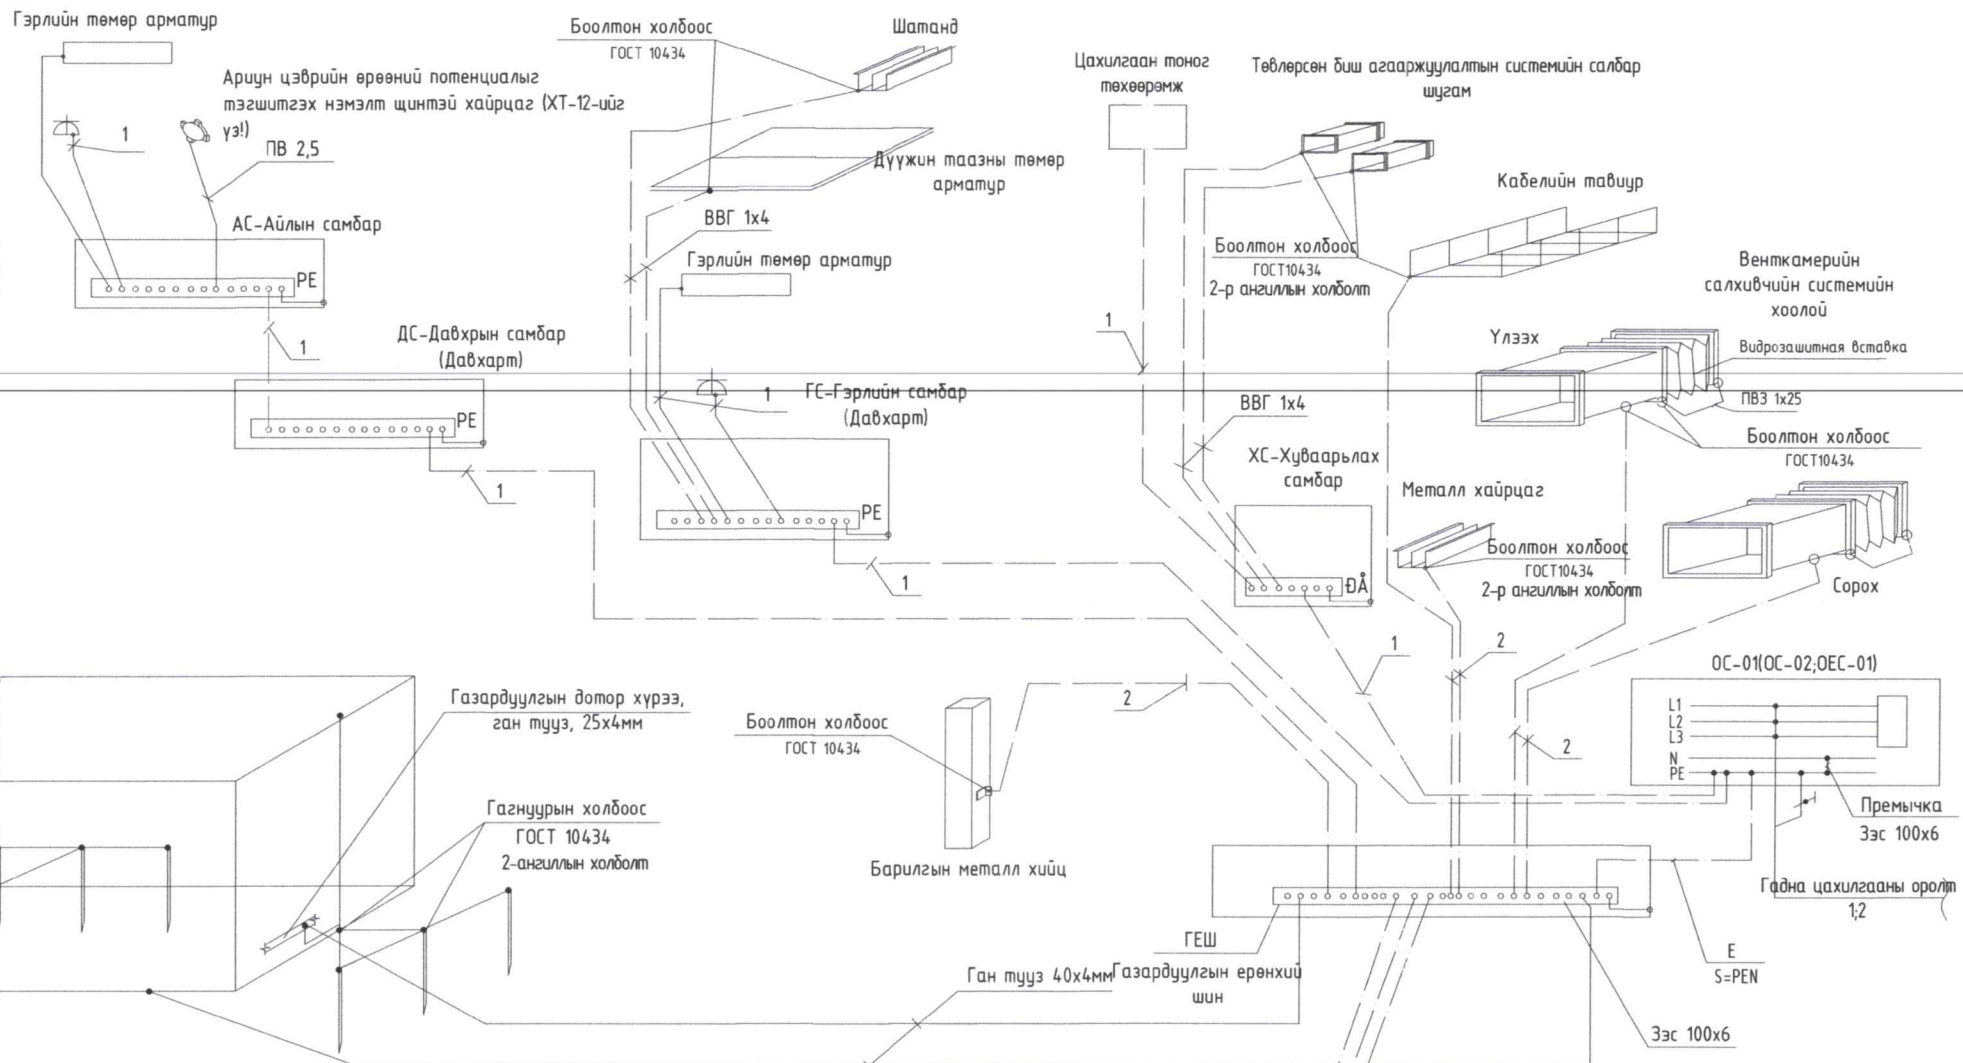 Гэрлийн төмөр арматур
Ариун цэврийн өрөөний потенциалыг
тэгшитгэх нэмэлт щинтэй хайрцаг (ХТ-12-ийг
үз!)
1
ПВ 2,5
АС-Айлын самбар
PE
1
ДС-Давхрын самбар
(Давхарт)
PE
1
Боолтон холбоос
ГОСТ 10434
Шатанд
Дүүжин таазны төмөр
арматур
ВВГ 1х4
Гэрлийн төмөр арматур
1
ГС-Гэрлийн самбар
(Давхарт)
PE
1
Цахилгаан тоног
төхөөрөмж
Төвлөрсөн биш агааржуулалтын системийн салбар
шугам
Кабелийн тавиур
Боолтон холбоос
ГОСТ10434
2-р ангиллын холболт
Венткамерийн
салхивчийн системийн
хоолой
1
Үлээх
Видрозашитная вставка
ПВЗ 1х25
ВВГ 1х4
Боолтон холбоос
ГОСТ10434
ХС-Хуваарьлах
самбар
Металл хайрцаг
Боолтон холбоос
ГОСТ10434
2-р ангиллын холболт
ÐÅ
Сорох
1
2
2
2
ОС-01(ОС-02;ОЕС-01)
L1
L2
L3
N
PE
Премычка
Зэс 100х6
Гадна цахилгааны оролт
1;2
Газардуулгын дотор хүрээ,
ган тууз, 25х4мм
Боолтон холбоос
ГОСТ 10434
Гагнуурын холбоос
ГОСТ 10434
2-ангиллын холболт
Барилгын металл хийц
ГЕШ
Газардуулгын ерөнхий
шин
Ган тууз 40х4мм
E
S=PEN
Зэс 100х6